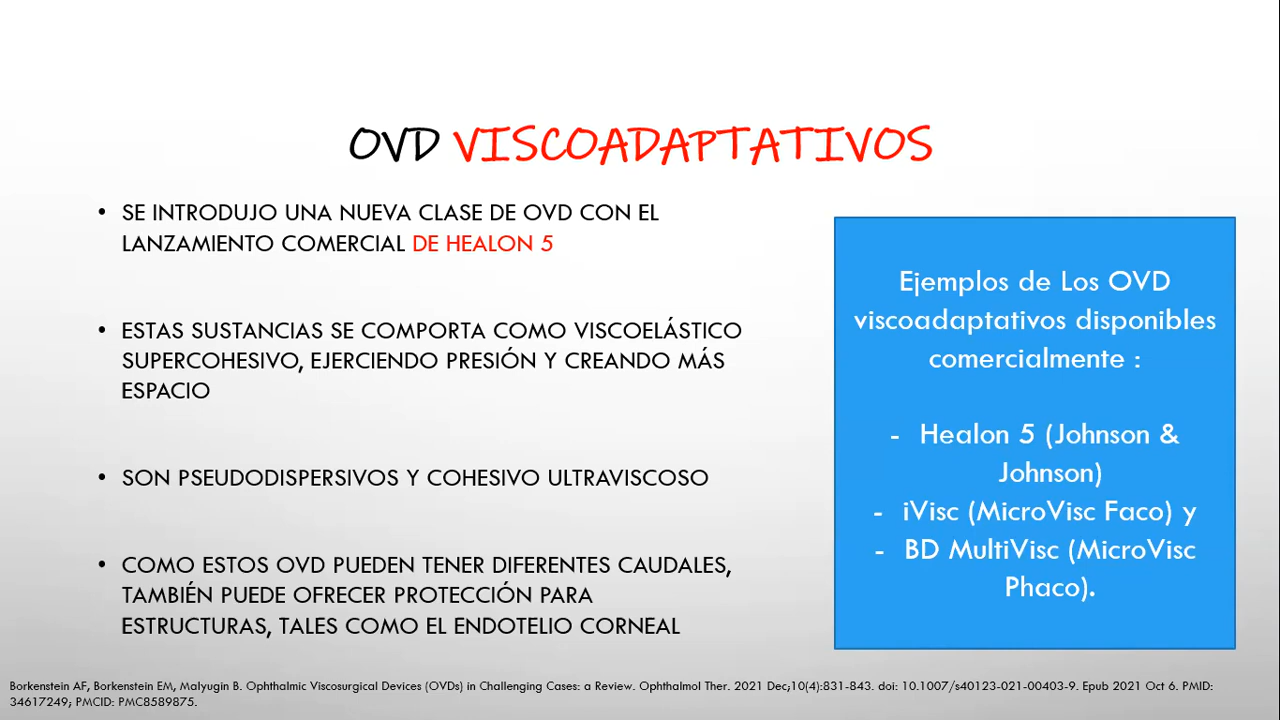 OVD VISCOADAPTATIVOS
• SE INTRODUJO UNA NUEVA CLASE DE OVD CON EL
LANZAMIENTO COMERCIAL DE HEALON 5
• ESTAS SUSTANCIAS SE COMPORTA COMO VISCOELÁSTICO
SUPERCOHESIVO, EJERCIENDO PRESIÓN Y CREANDO MÁS
ESPACIO
• SON PSEUDODISPERSIVOS Y COHESIVO ULTRAVISCOSO
• COMO ESTOS OVD PUEDEN TENER DIFERENTES CAUDALES,
TAMBIÉN PUEDE OFRECER PROTECCIÓN PARA
ESTRUCTURAS, TALES COMO EL ENDOTELIO CORNEAL
Ejemplos de Los OVD
viscoadaptativos disponibles
comercialmente :
- Healon 5 (Johnson &
Johnson)
- iVisc (MicroVisc Faco) y
- BD MultiVisc (MicroVisc
Phaco).
Borkenstein AF, Borkenstein EM, Malyugin B. Ophthalmic Viscosurgical Devices (OVDs) in Challenging Cases: a Review. Ophthalmol Ther. 2021 Dec;10(4):831-843. doi: 10.1007/s40123-021-00403-9. Epub 2021 Oct 6. PMID:
34617249; PMCID: PMC8589875.